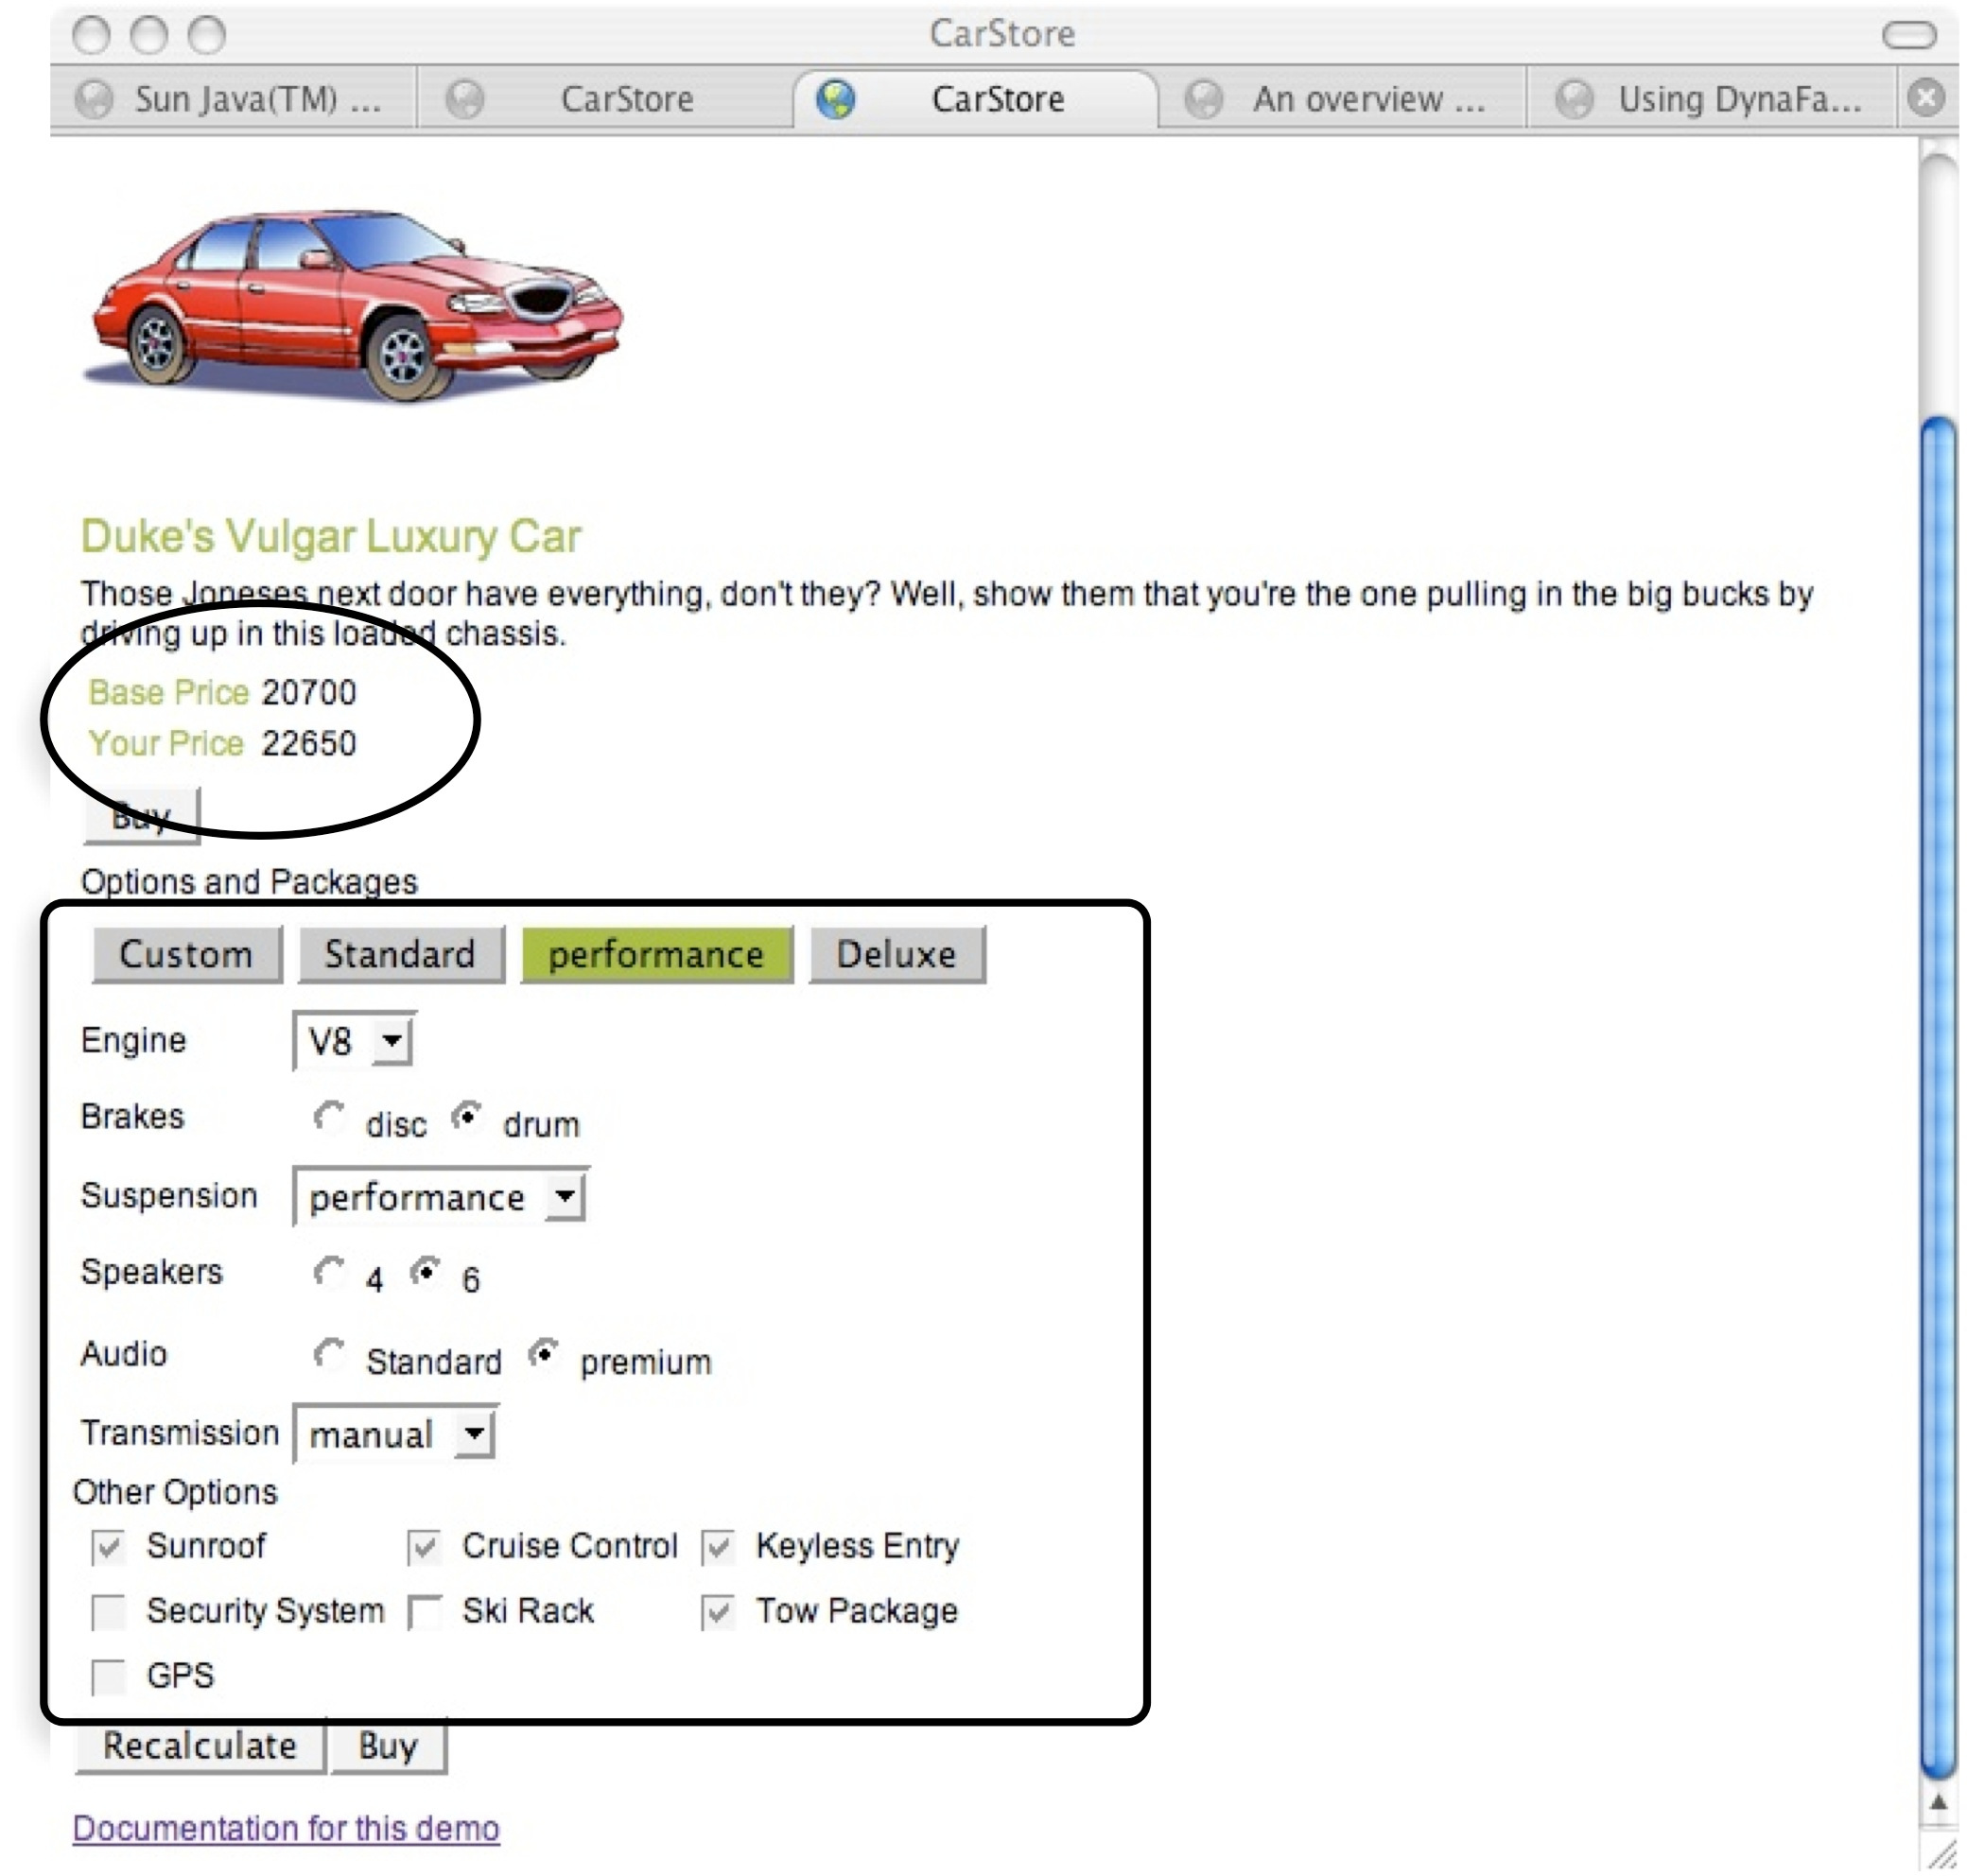 CarStore
Sun Java(TM) ... CarStore CarStore An overview ... Using DynaFa...
Duke's Vulgar Luxury Car
Those Joneses next door have everything, don't they? Well, show them that you're the one pulling in the big bucks by
driving up in this loaded chassis.
Base Price 20700
Your Price 22650
Buy
Options and Packages
Custom Standard performance Deluxe
Engine V8
Brakes disc drum
Suspension performance
Speakers 4 6
Audio Standard premium
Transmission manual
Other Options
Sunroof Cruise Control Keyless Entry
Security System Ski Rack Tow Package
GPS
Recalculate Buy
Documentation for this demo